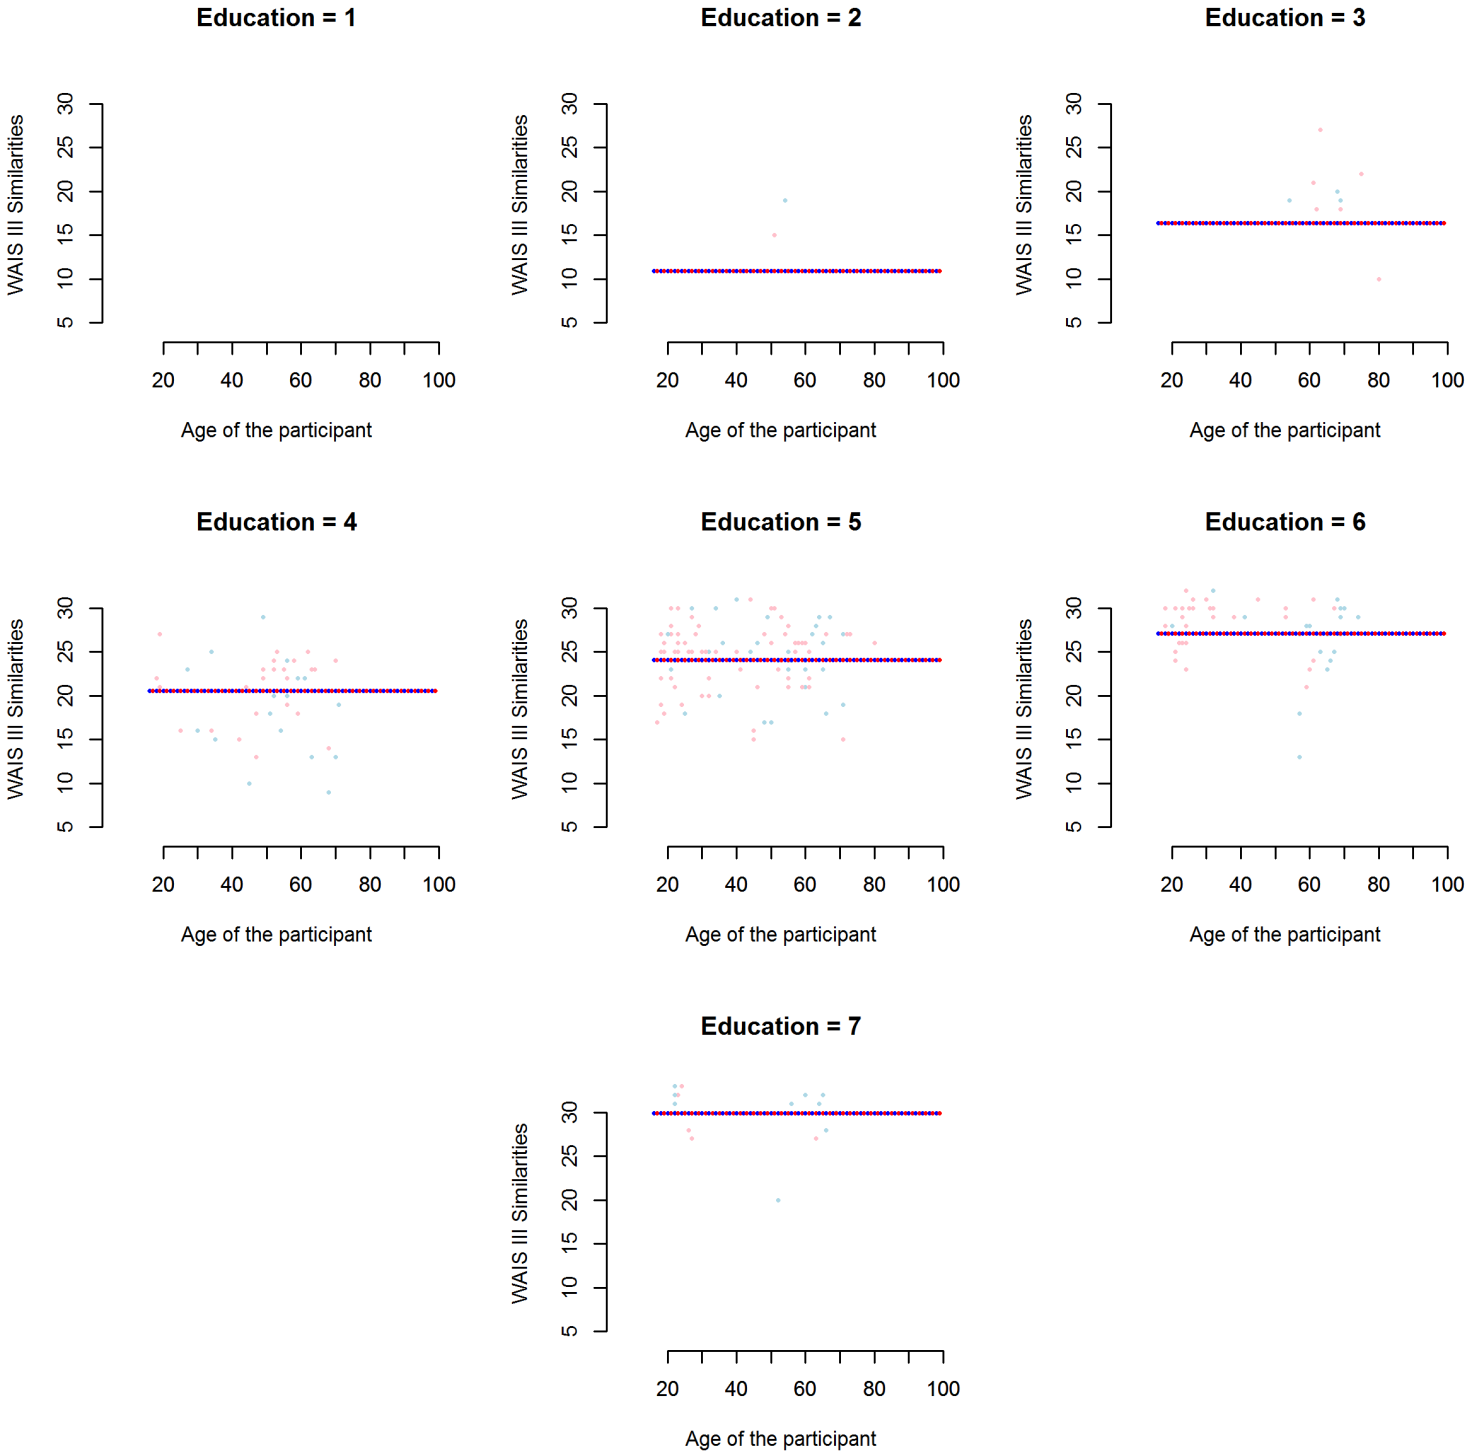 Education = 1
WAIS III Similarities
30
25
20
15
10
5
20 40 60 80 100
Age of the participant
Education = 2
WAIS III Similarities
30
25
20
15
10
5
20 40 60 80 100
Age of the participant
Education = 3
WAIS III Similarities
30
25
20
15
10
5
20 40 60 80 100
Age of the participant
Education = 4
WAIS III Similarities
30
25
20
15
10
5
20 40 60 80 100
Age of the participant
Education = 5
WAIS III Similarities
30
25
20
15
10
5
20 40 60 80 100
Age of the participant
Education = 6
WAIS III Similarities
30
25
20
15
10
5
20 40 60 80 100
Age of the participant
Education = 7
WAIS III Similarities
30
25
20
15
10
5
20 40 60 80 100
Age of the participant